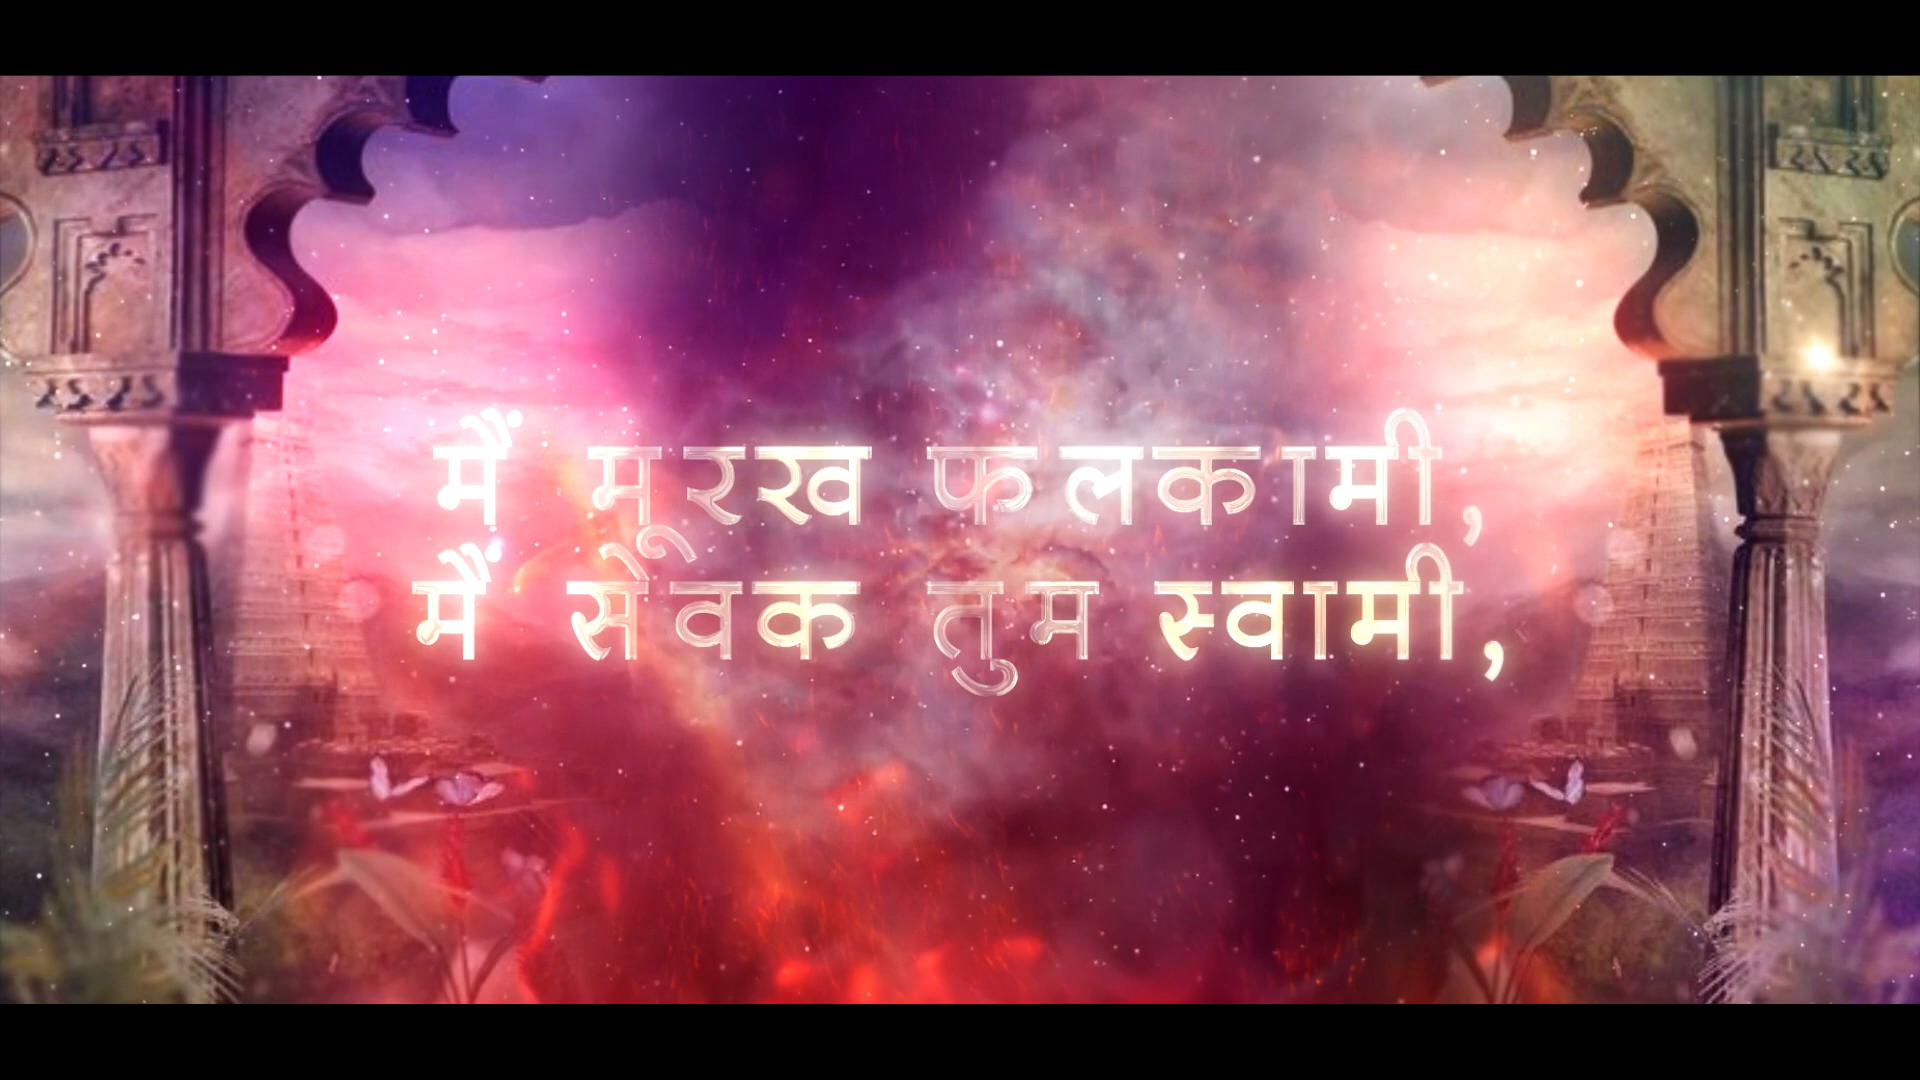 मैं मूरख फलकामी,
मैं सेवक तुम स्वामी,